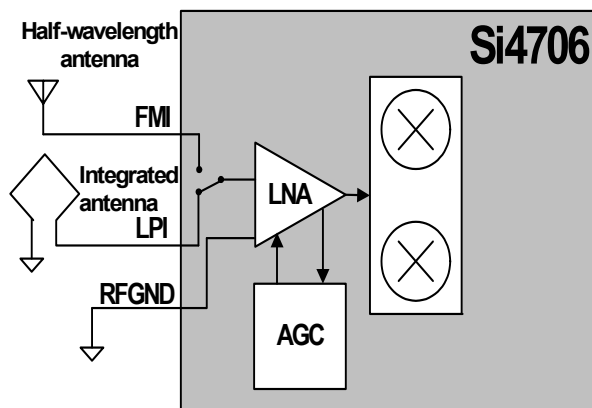 Half-wavelength
antenna
Si4706
FMI
Integrated
antenna
LPI
LNA
RFGND
AGC